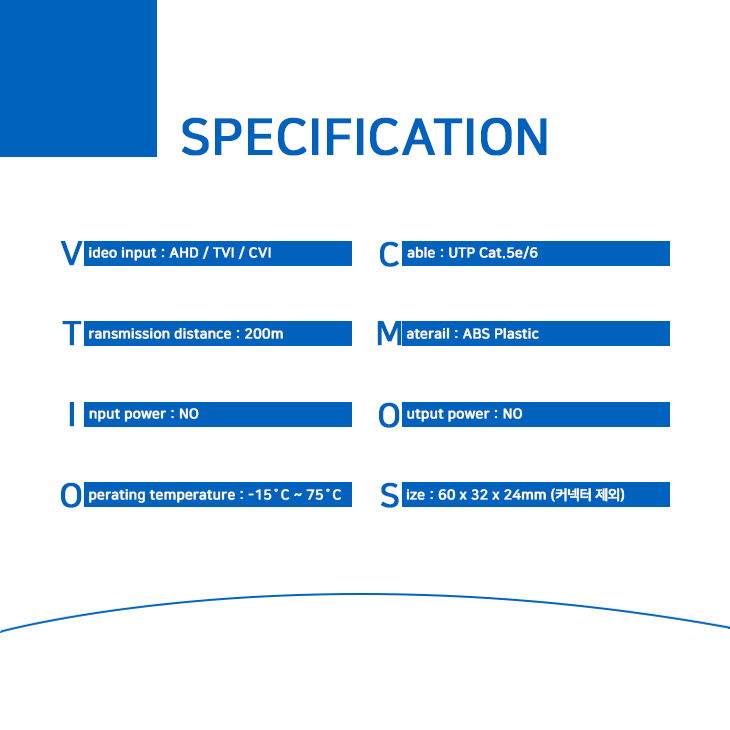 SPECIFICATION
Video input : AHD / TVI / CVI
Cable : UTP Cat.5e/6
Transmission distance : 200m
Materail : ABS Plastic
Input power : NO
Output power : NO
Operating temperature : -15˚C ~ 75˚C
Size : 60 x 32 x 24mm (커넥터 제외)